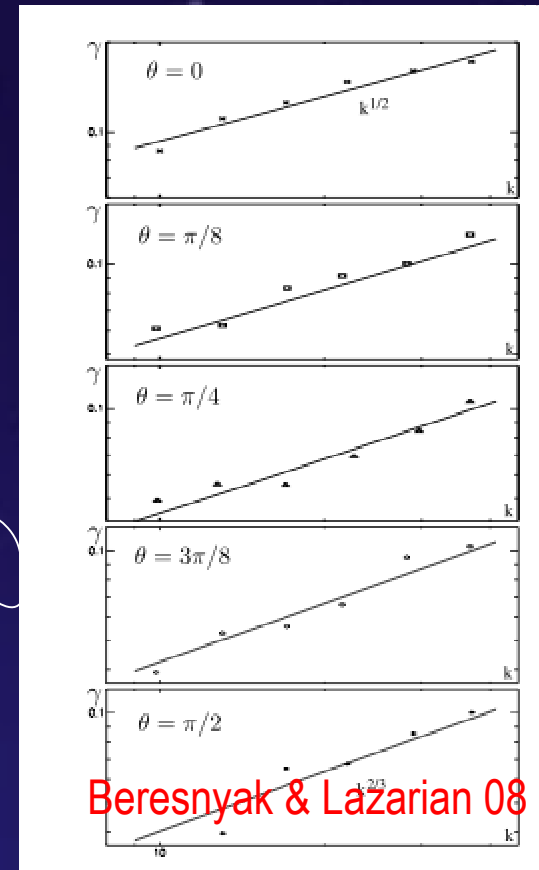 γ
θ = 0
k^{1/2}
0.1
k
γ
θ = π/8
0.1
k
γ
θ = π/4
0.1
k
γ
0.1
θ = 3π/8
k
γ
0.1
θ = π/2
k^{2/3}
Beresnyak & Lazarian 08
k
10